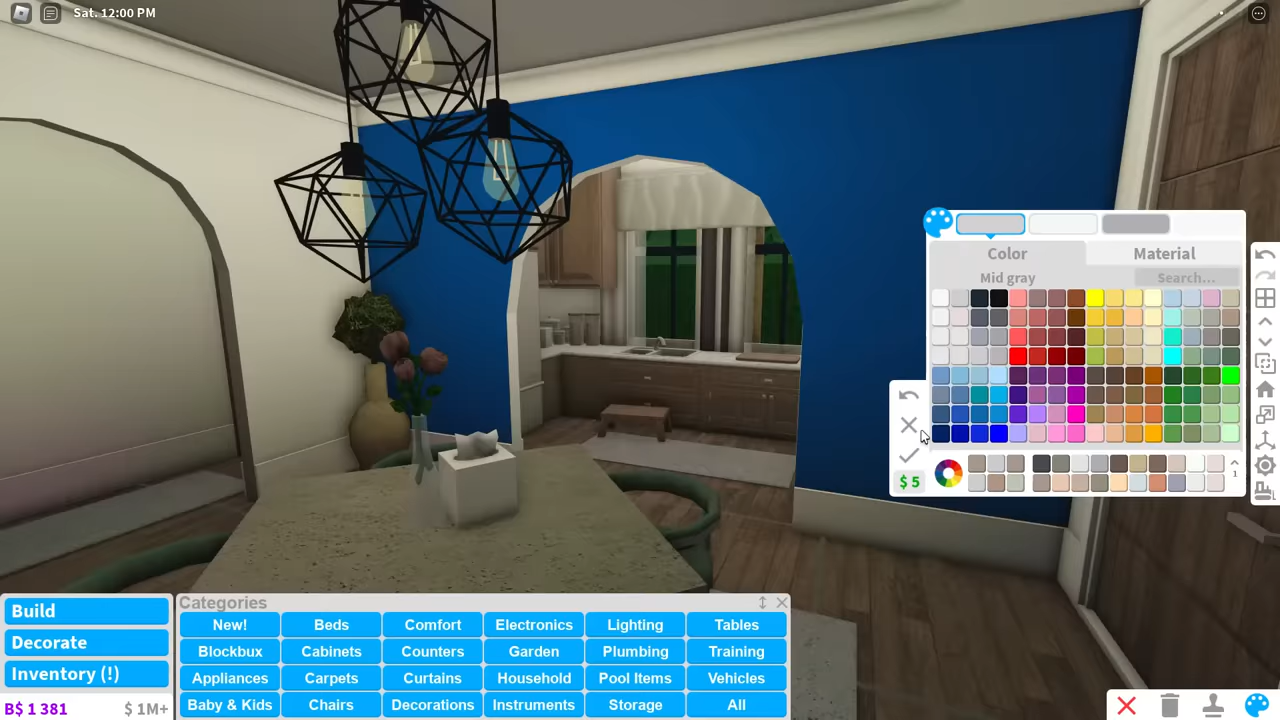 Sat. 12:00 PM
Color
Material
Mid gray
Search...
1
$ 5
Categories
Build
New! Beds Comfort Electronics Lighting Tables
Decorate
Blockbux Cabinets Counters Garden Plumbing Training
Inventory (!)
Appliances Carpets Curtains Household Pool Items Vehicles
B$ 1 381 $ 1M+
Baby & Kids Chairs Decorations Instruments Storage All